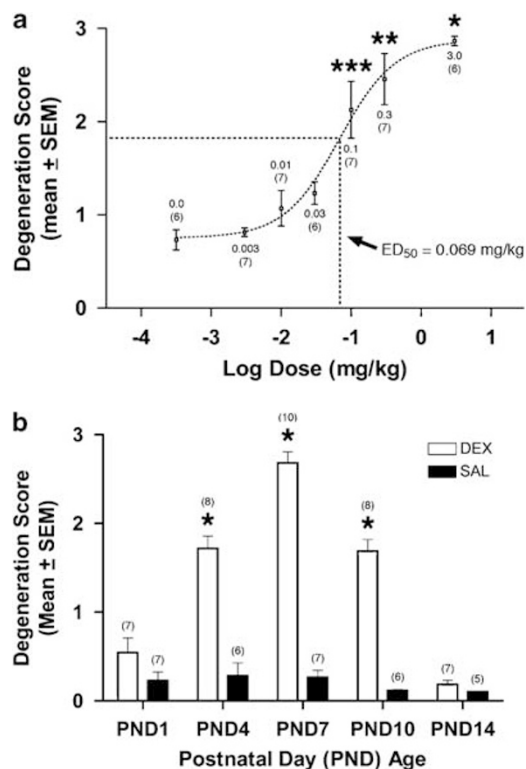 a
Degeneration Score
(mean ± SEM)
3
2
1
0
0.0
(6)
0.003
(7)
0.01
(7)
0.03
(6)
***
0.1
(7)
**
0.3
(7)
*
3.0
(6)
ED50 = 0.069 mg/kg
-4 -3 -2 -1 0 1
Log Dose (mg/kg)
b
Degeneration Score
(Mean ± SEM)
3
2
1
0
DEX
SAL
(7)
(7)
(8)
*
(6)
(10)
*
(7)
(8)
*
(6)
(7)
(5)
PND1 PND4 PND7 PND10 PND14
Postnatal Day (PND) Age